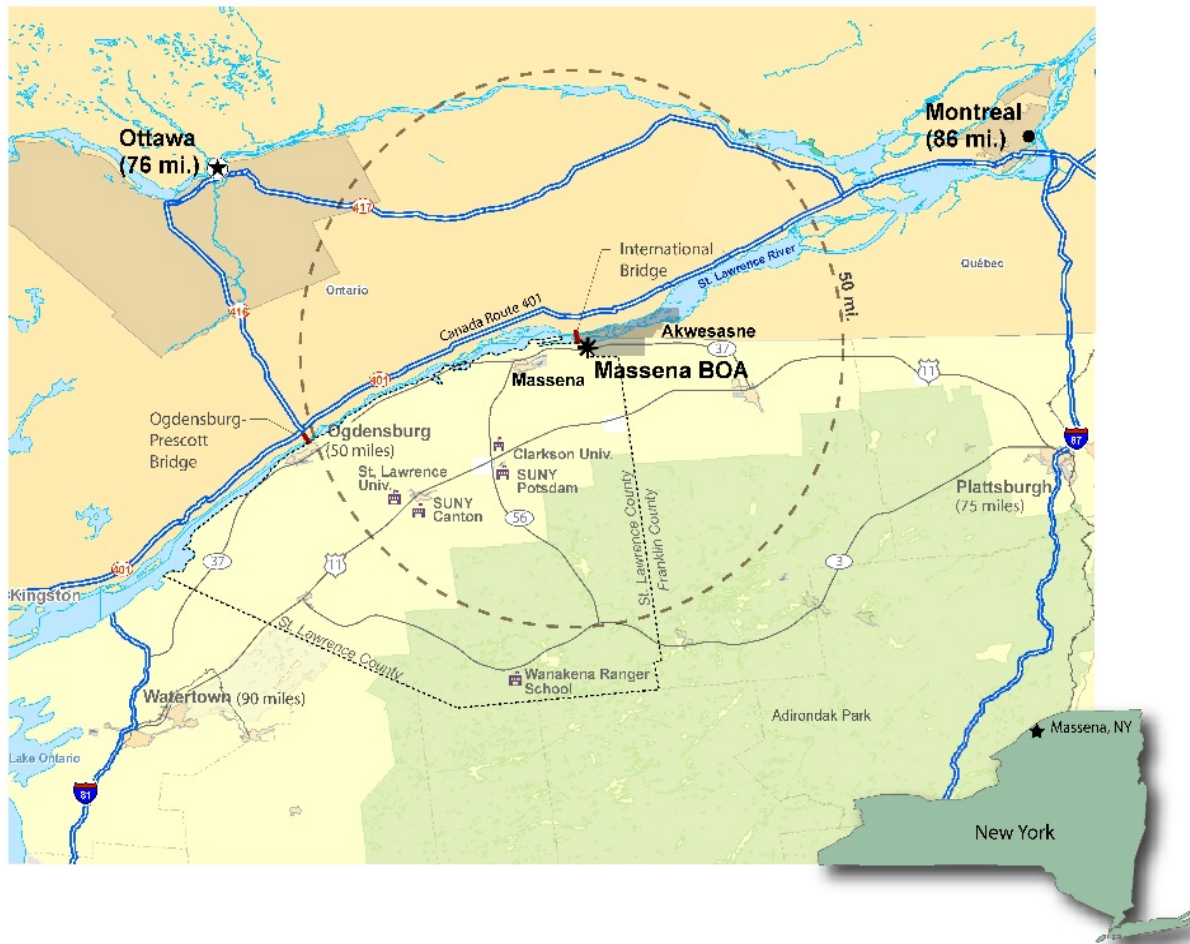 Ottawa
(76 mi.)
Montreal
(86 mi.)
417
International
Bridge
St. Lawrence River
Québec
Ontario
50 mi.
416
Canada Route 401
Akwesasne
37
Massena BOA
Massena
11
401
Ogdensburg-
Prescott
Bridge
Ogdensburg
(50 miles)
87
Clarkson Univ.
St. Lawrence
Univ.
SUNY
Potsdam
SUNY
Canton
Plattsburgh
(75 miles)
56
St. Lawrence County
Franklin County
37
401
11
3
Kingston
St. Lawrence County
Wanakena Ranger
School
Watertown (90 miles)
Adirondak Park
Lake Ontario
81
Massena, NY
New York